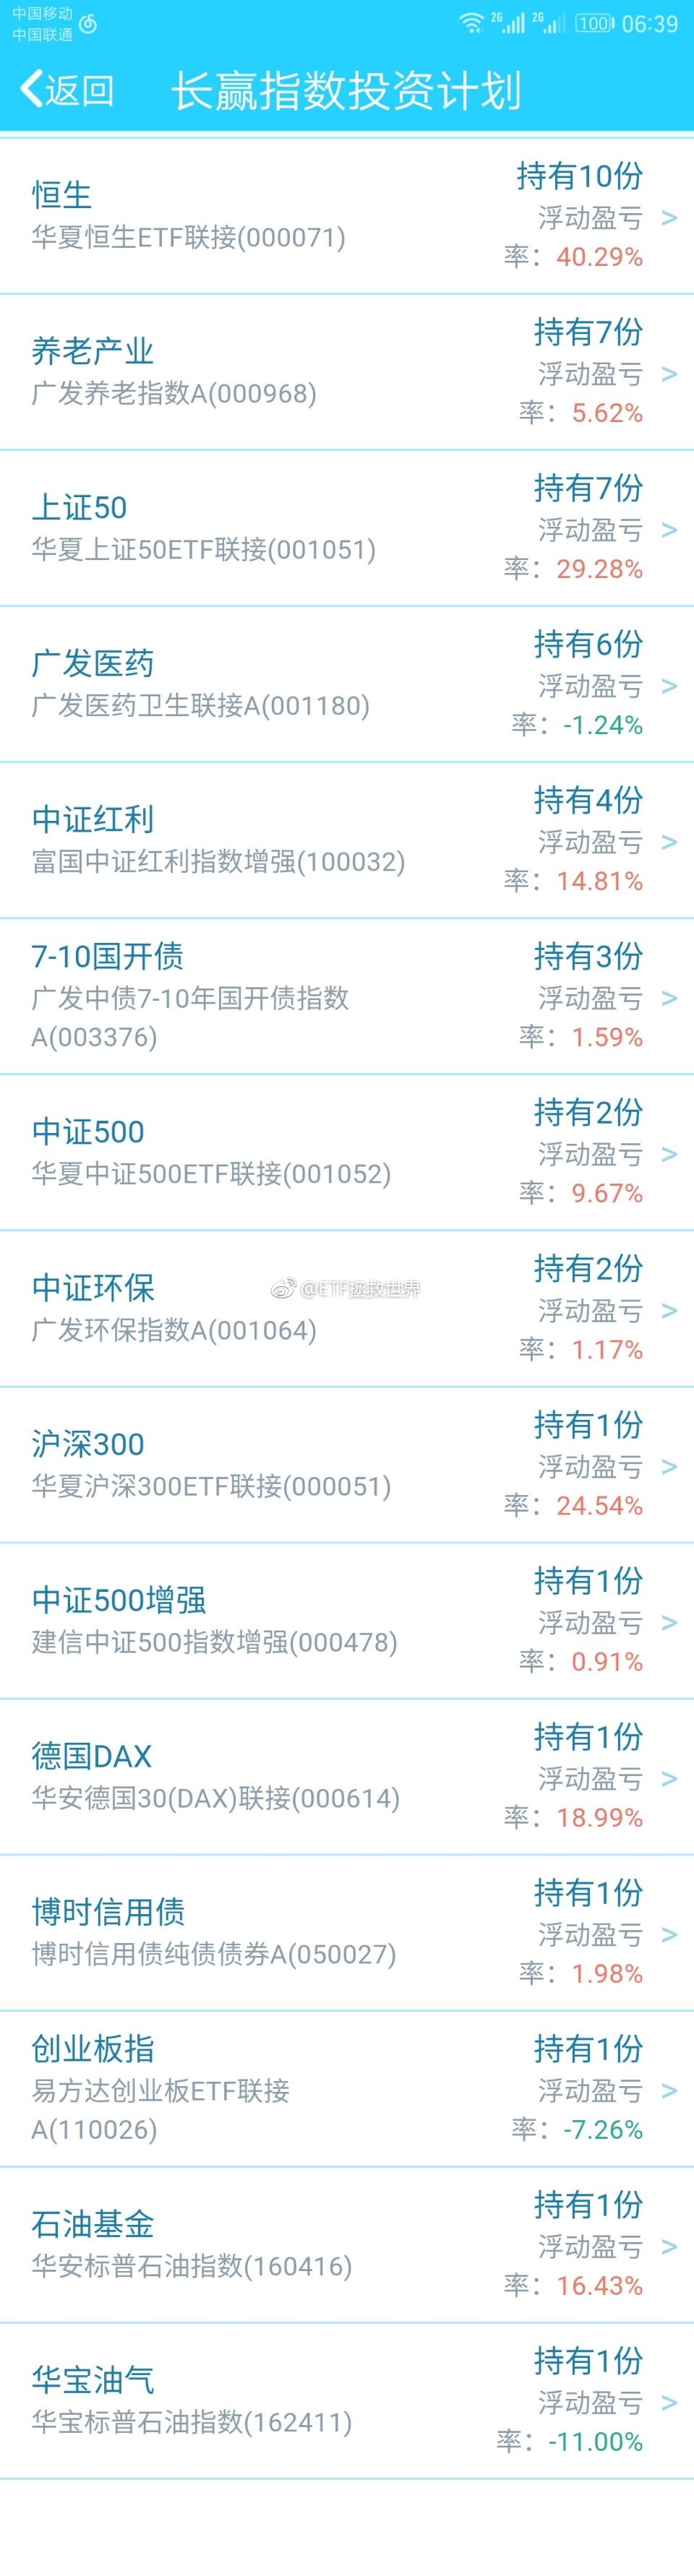 中国移动
中国联通
2G 2G 100 06:39
返回 长赢指数投资计划
恒生
华夏恒生ETF联接(000071)
持有10份
浮动盈亏 >
率：40.29%
养老产业
广发养老指数A(000968)
持有7份
浮动盈亏 >
率：5.62%
上证50
华夏上证50ETF联接(001051)
持有7份
浮动盈亏 >
率：29.28%
广发医药
广发医药卫生联接A(001180)
持有6份
浮动盈亏 >
率：-1.24%
中证红利
富国中证红利指数增强(100032)
持有4份
浮动盈亏 >
率：14.81%
7-10国开债
广发中债7-10年国开债指数
A(003376)
持有3份
浮动盈亏 >
率：1.59%
中证500
华夏中证500ETF联接(001052)
持有2份
浮动盈亏 >
率：9.67%
中证环保
广发环保指数A(001064)
@ETF拯救世界
持有2份
浮动盈亏 >
率：1.17%
沪深300
华夏沪深300ETF联接(000051)
持有1份
浮动盈亏 >
率：24.54%
中证500增强
建信中证500指数增强(000478)
持有1份
浮动盈亏 >
率：0.91%
德国DAX
华安德国30(DAX)联接(000614)
持有1份
浮动盈亏 >
率：18.99%
博时信用债
博时信用债纯债债券A(050027)
持有1份
浮动盈亏 >
率：1.98%
创业板指
易方达创业板ETF联接
A(110026)
持有1份
浮动盈亏 >
率：-7.26%
石油基金
华安标普石油指数(160416)
持有1份
浮动盈亏 >
率：16.43%
华宝油气
华宝标普石油指数(162411)
持有1份
浮动盈亏 >
率：-11.00%